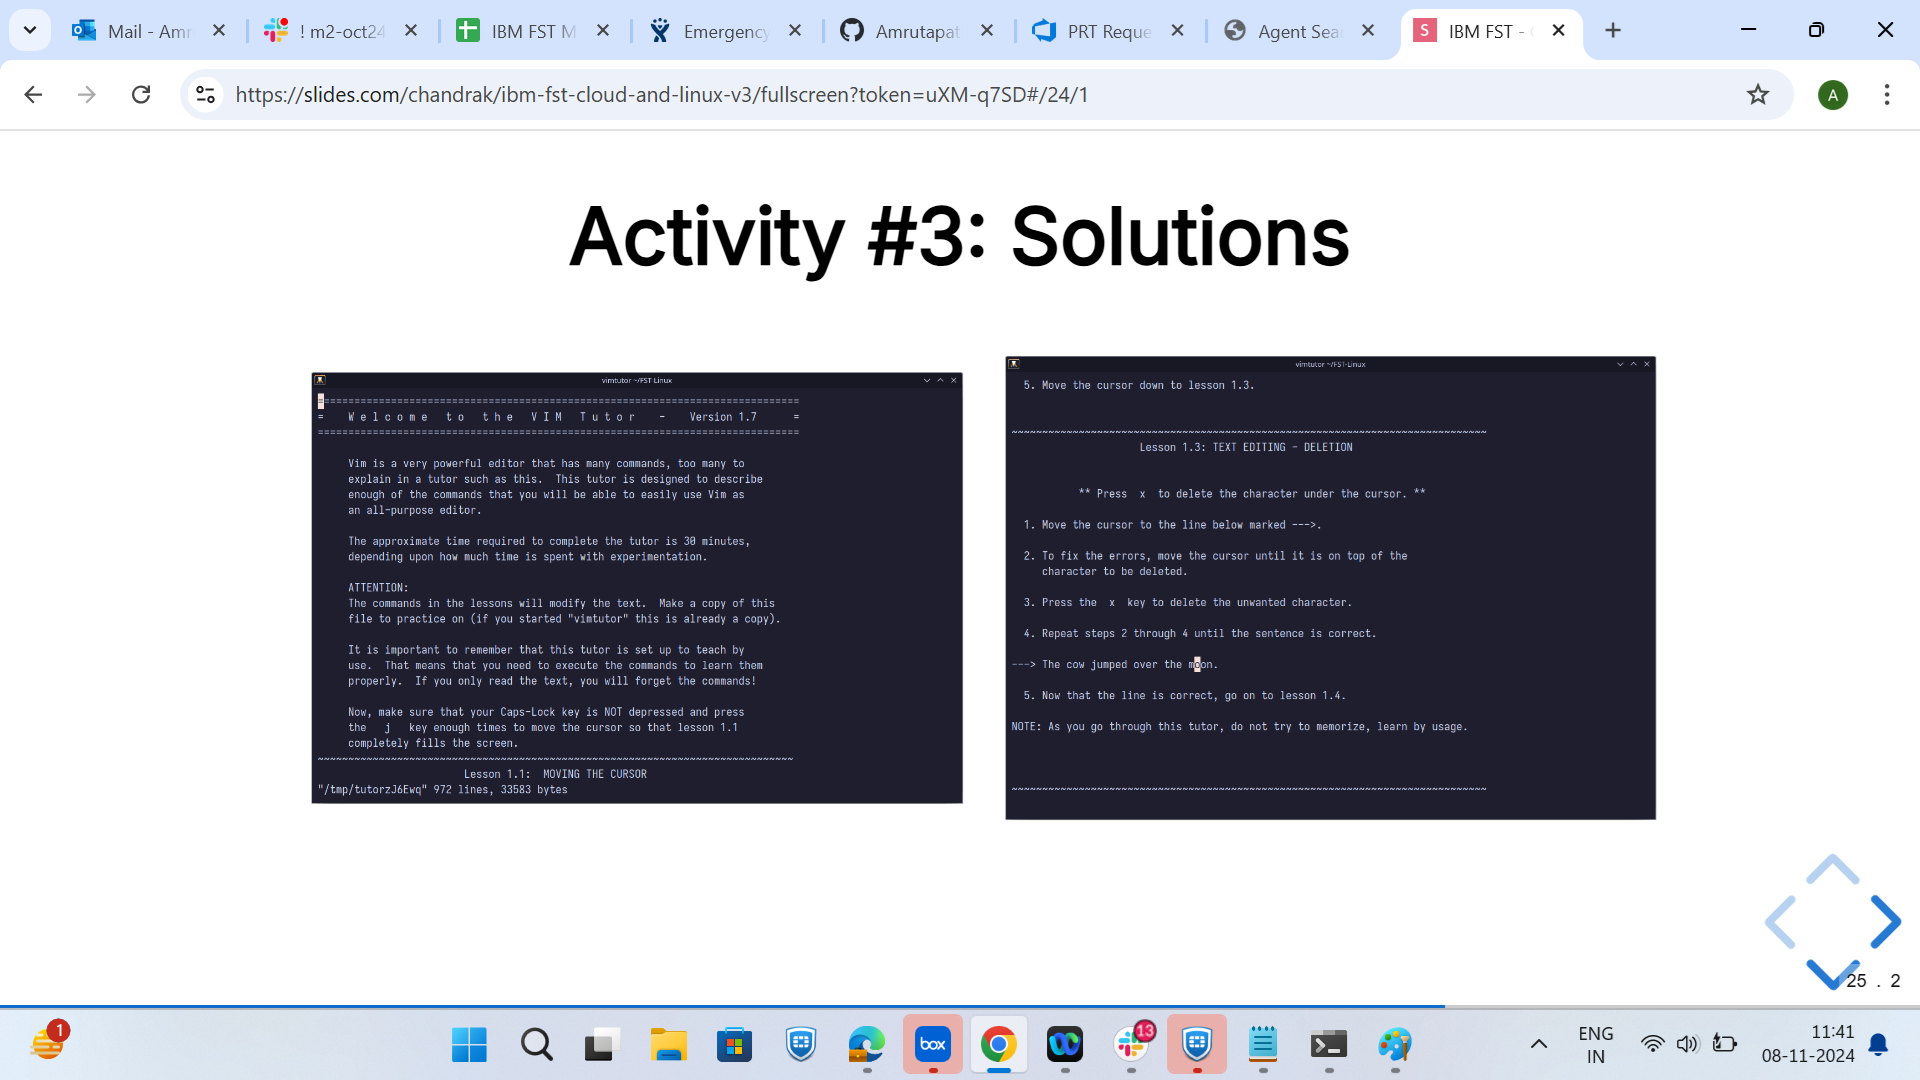 Mail - Amr
! m2-oct24
IBM FST M
Emergency
Amrutapat
PRT Reque
Agent Sear
IBM FST -
https://slides.com/chandrak/ibm-fst-cloud-and-linux-v3/fullscreen?token=uXM-q7SD#/24/1
A
Activity #3: Solutions
vimtutor ~/FST-Linux
===============================================================================
=    W e l c o m e   t o   t h e   V I M   T u t o r    -    Version 1.7      =
===============================================================================
Vim is a very powerful editor that has many commands, too many to
explain in a tutor such as this.  This tutor is designed to describe
enough of the commands that you will be able to easily use Vim as
an all-purpose editor.
The approximate time required to complete the tutor is 30 minutes,
depending upon how much time is spent with experimentation.
ATTENTION:
The commands in the lessons will modify the text.  Make a copy of this
file to practice on (if you started "vimtutor" this is already a copy).
It is important to remember that this tutor is set up to teach by
use.  That means that you need to execute the commands to learn them
properly.  If you only read the text, you will forget the commands!
Now, make sure that your Caps-Lock key is NOT depressed and press
the   j   key enough times to move the cursor so that lesson 1.1
completely fills the screen.
~~~~~~~~~~~~~~~~~~~~~~~~~~~~~~~~~~~~~~~~~~~~~~~~~~~~~~~~~~~~~~~~~~~~~~~~~~~~~~
Lesson 1.1:  MOVING THE CURSOR
"/tmp/tutorzJ6Ewq" 972 lines, 33583 bytes
vimtutor ~/FST-Linux
5. Move the cursor down to lesson 1.3.
~~~~~~~~~~~~~~~~~~~~~~~~~~~~~~~~~~~~~~~~~~~~~~~~~~~~~~~~~~~~~~~~~~~~~~~~~~~~~~
Lesson 1.3: TEXT EDITING - DELETION
** Press  x  to delete the character under the cursor. **
1. Move the cursor to the line below marked --->.
2. To fix the errors, move the cursor until it is on top of the
character to be deleted.
3. Press the  x  key to delete the unwanted character.
4. Repeat steps 2 through 4 until the sentence is correct.
---> The cow jumped over the moon.
5. Now that the line is correct, go on to lesson 1.4.
NOTE: As you go through this tutor, do not try to memorize, learn by usage.
~~~~~~~~~~~~~~~~~~~~~~~~~~~~~~~~~~~~~~~~~~~~~~~~~~~~~~~~~~~~~~~~~~~~~~~~~~~~~~
25 . 2
1
box
13
ENG
IN
11:41
08-11-2024